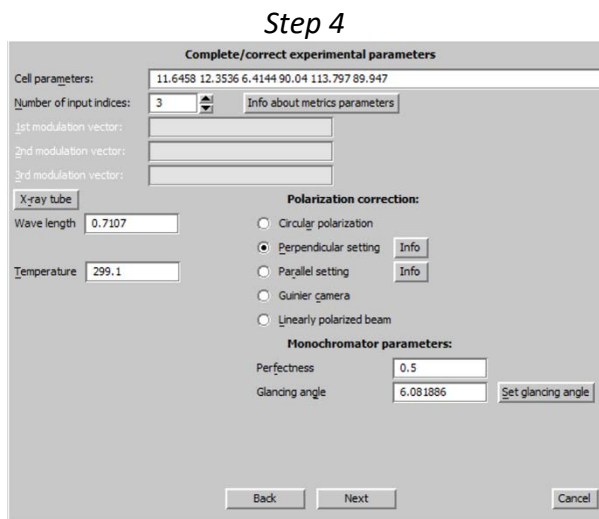 Step 4
Complete/correct experimental parameters
Cell parameters: 11.6458 12.3536 6.4144 90.04 113.797 89.947
Number of input indices: 3 Info about metrics parameters
1st modulation vector:
2nd modulation vector:
3rd modulation vector:
X-ray tube Polarization correction:
Wave length 0.7107 Circular polarization
Perpendicular setting Info
Temperature 299.1 Parallel setting Info
Guinier camera
Linearly polarized beam
Monochromator parameters:
Perfectness 0.5
Glancing angle 6.081886 Set glancing angle
Back Next Cancel